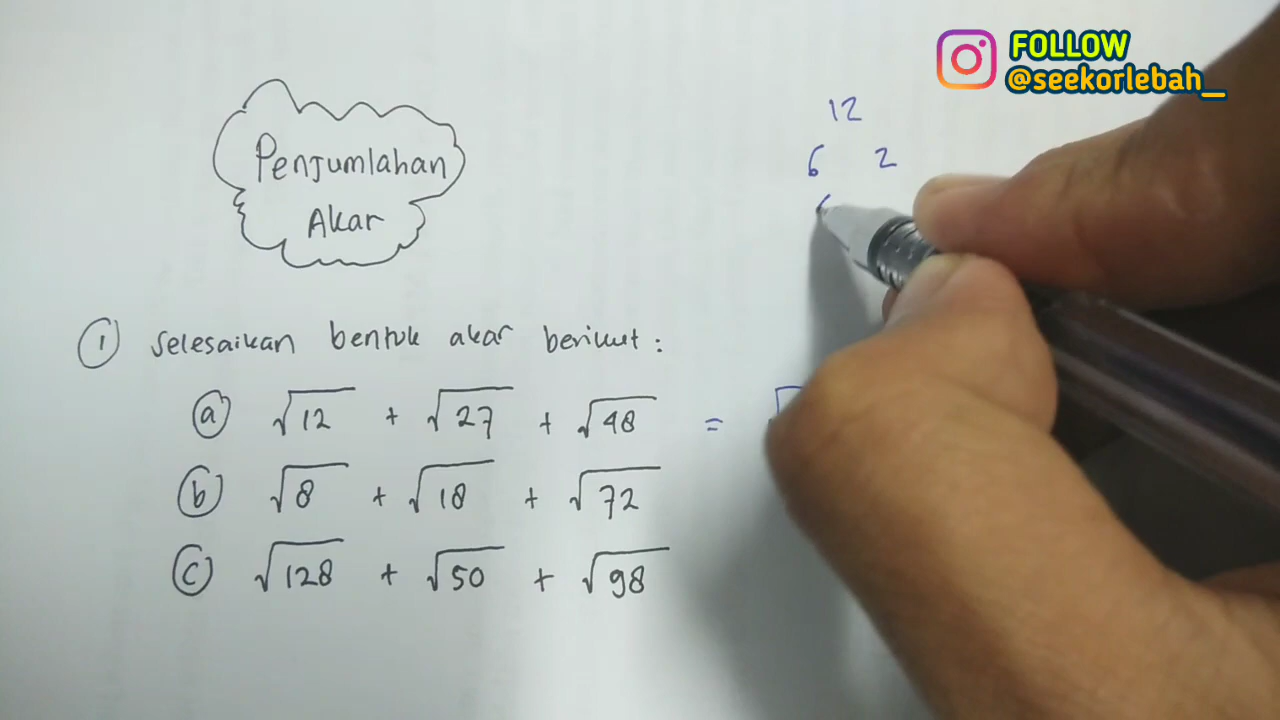 FOLLOW
@seekorlebah_
Penjumlahan
Akar
12
6 2
1 Selesaikan bentuk akar berikut :
a √12 + √27 + √48 =
b √8 + √18 + √72
c √128 + √50 + √98